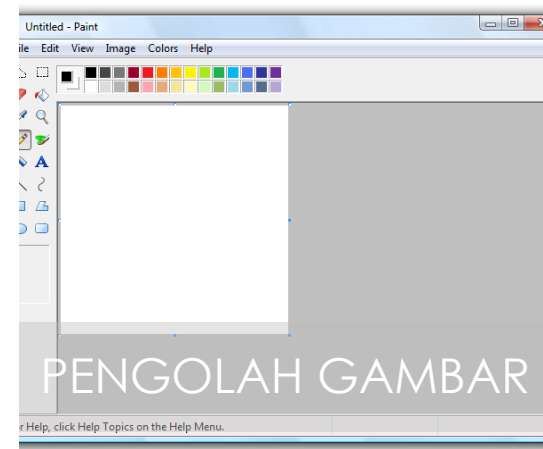 Untitled - Paint
ile Edit View Image Colors Help
A
PENGOLAH GAMBAR
r Help, click Help Topics on the Help Menu.